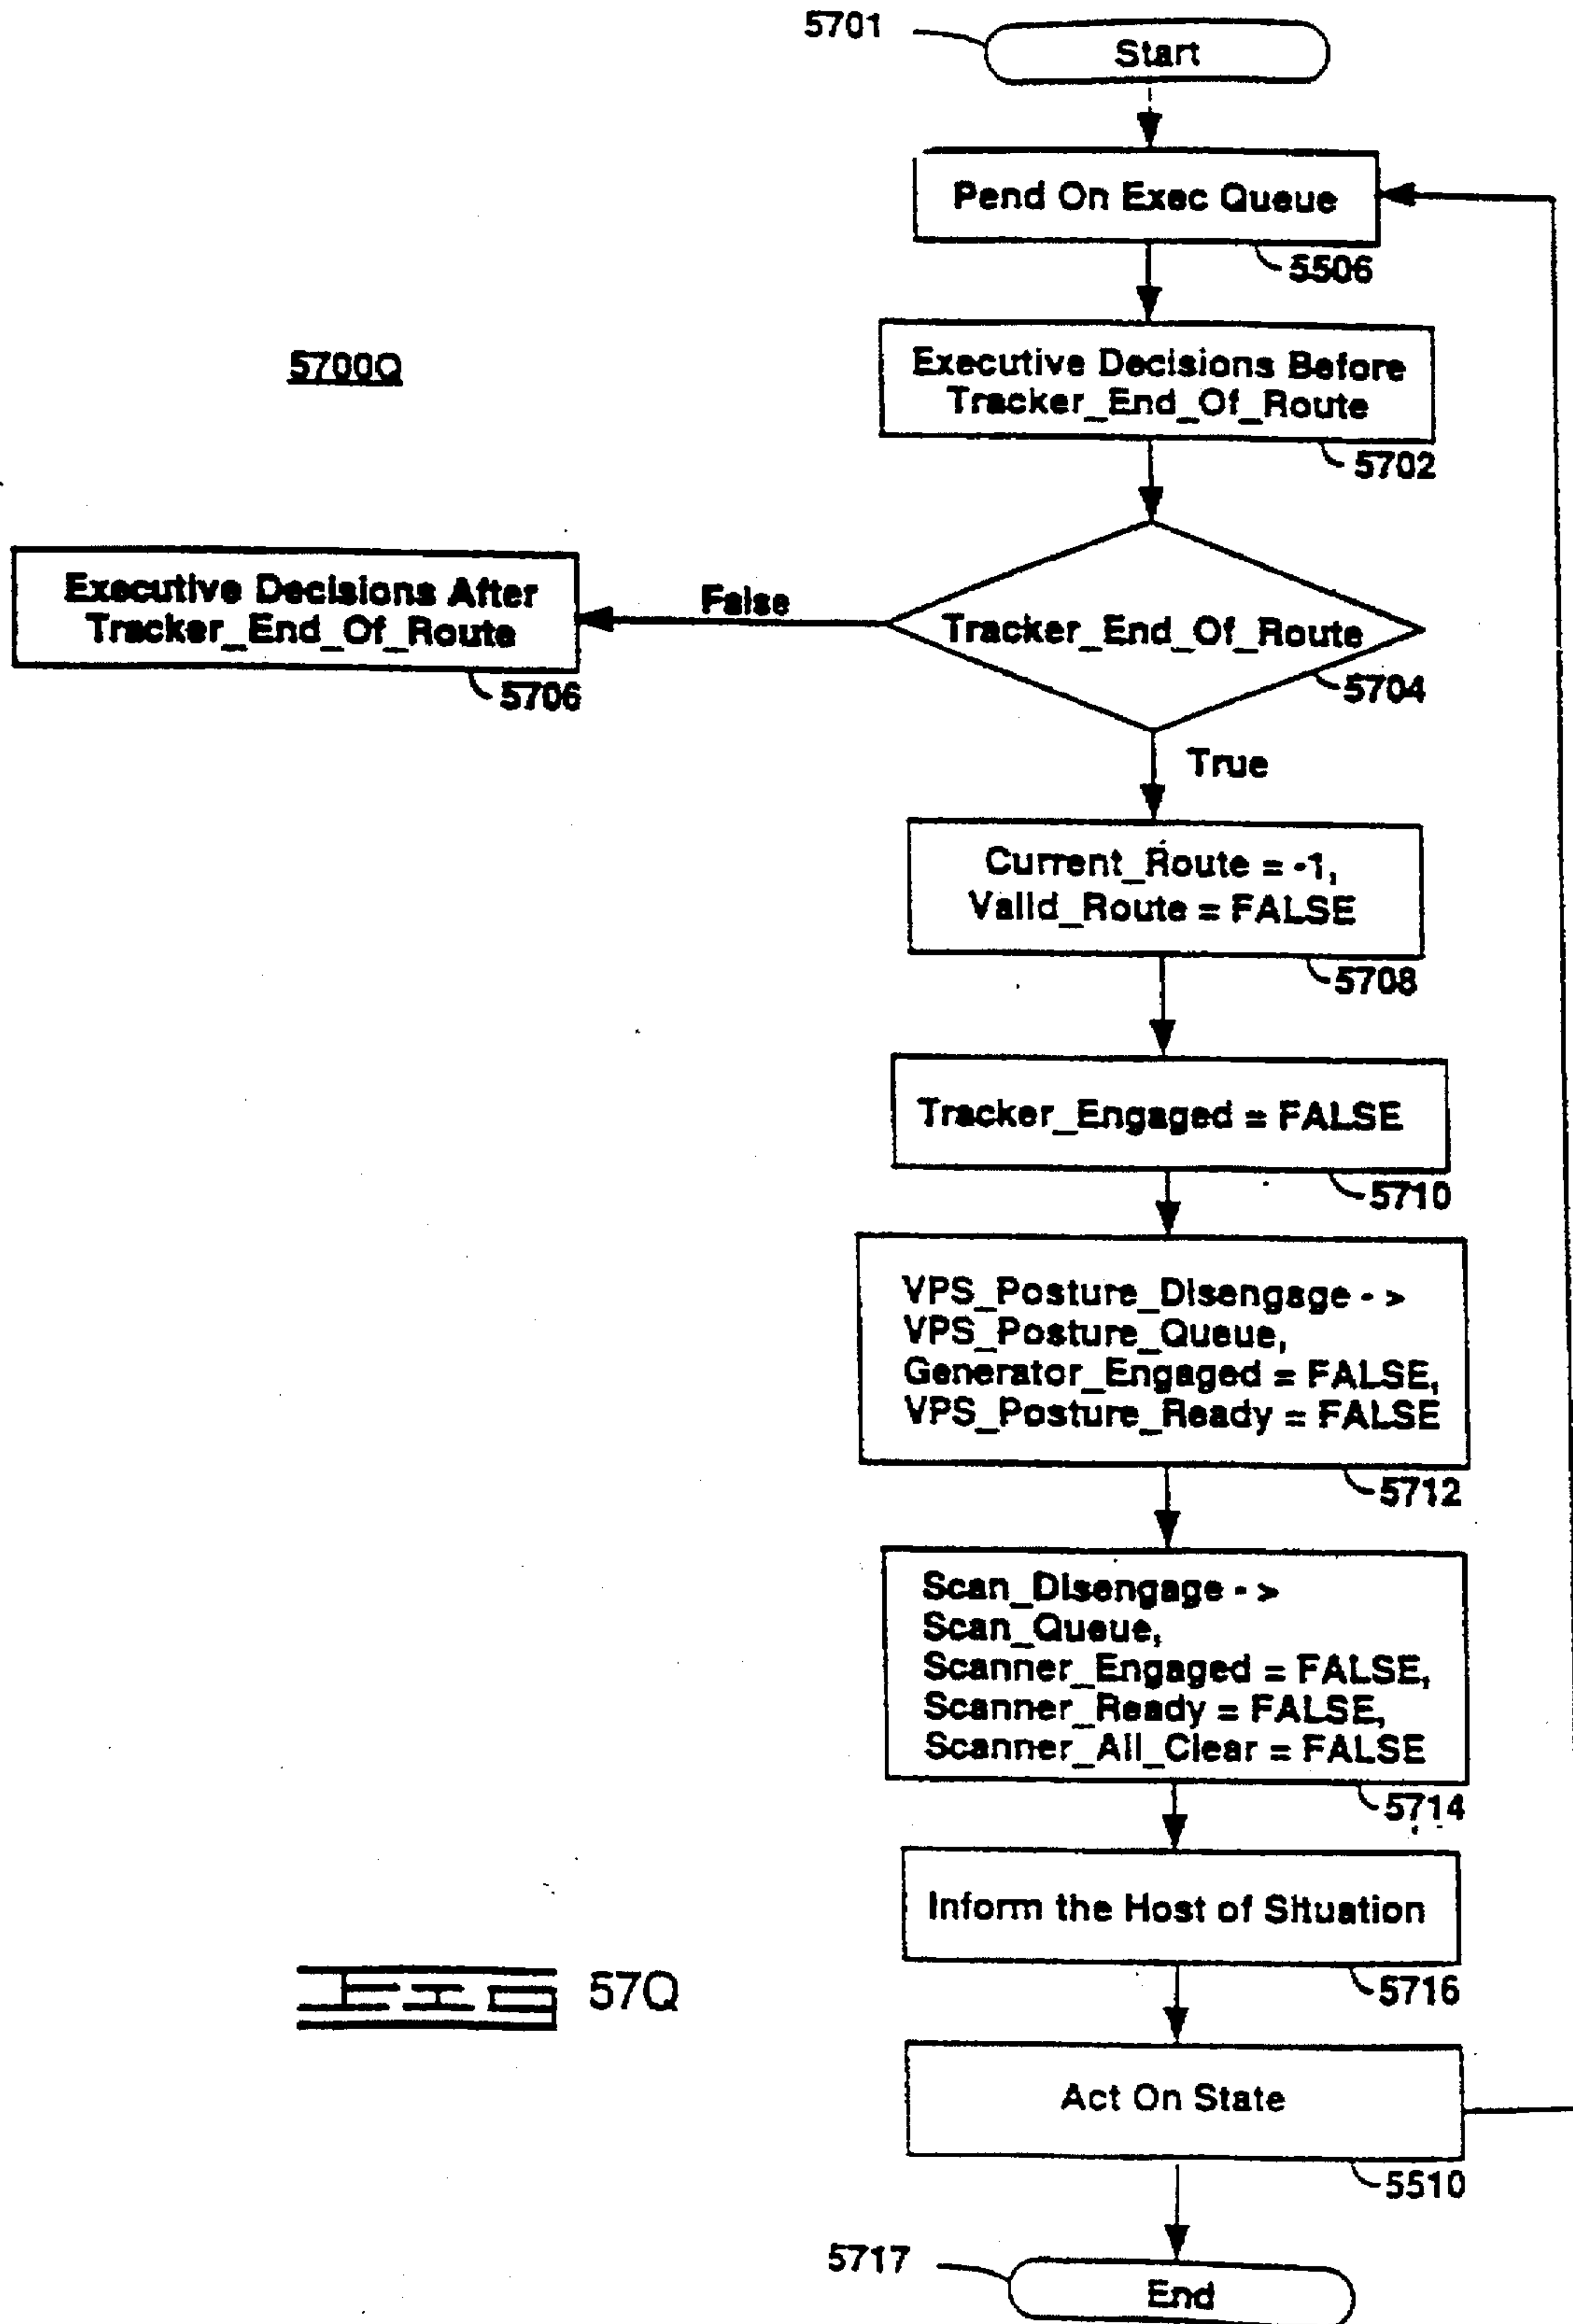 5701
Start
Pend On Exec Queue
5506
5700Q
Executive Decisions Before
Tracker_End_Of_Route
5702
Executive Decisions After
Tracker_End_Of_Route
5706
False
Tracker_End_Of_Route
5704
True
Current_Route = -1,
Valid_Route = FALSE
5708
Tracker_Engaged = FALSE
5710
VPS_Posture_Disengage - >
VPS_Posture_Queue,
Generator_Engaged = FALSE,
VPS_Posture_Ready = FALSE
5712
Scan_Disengage - >
Scan_Queue,
Scanner_Engaged = FALSE,
Scanner_Ready = FALSE,
Scanner_All_Clear = FALSE
5714
Inform the Host of Situation
5716
FIG 57Q
Act On State
5510
5717
End